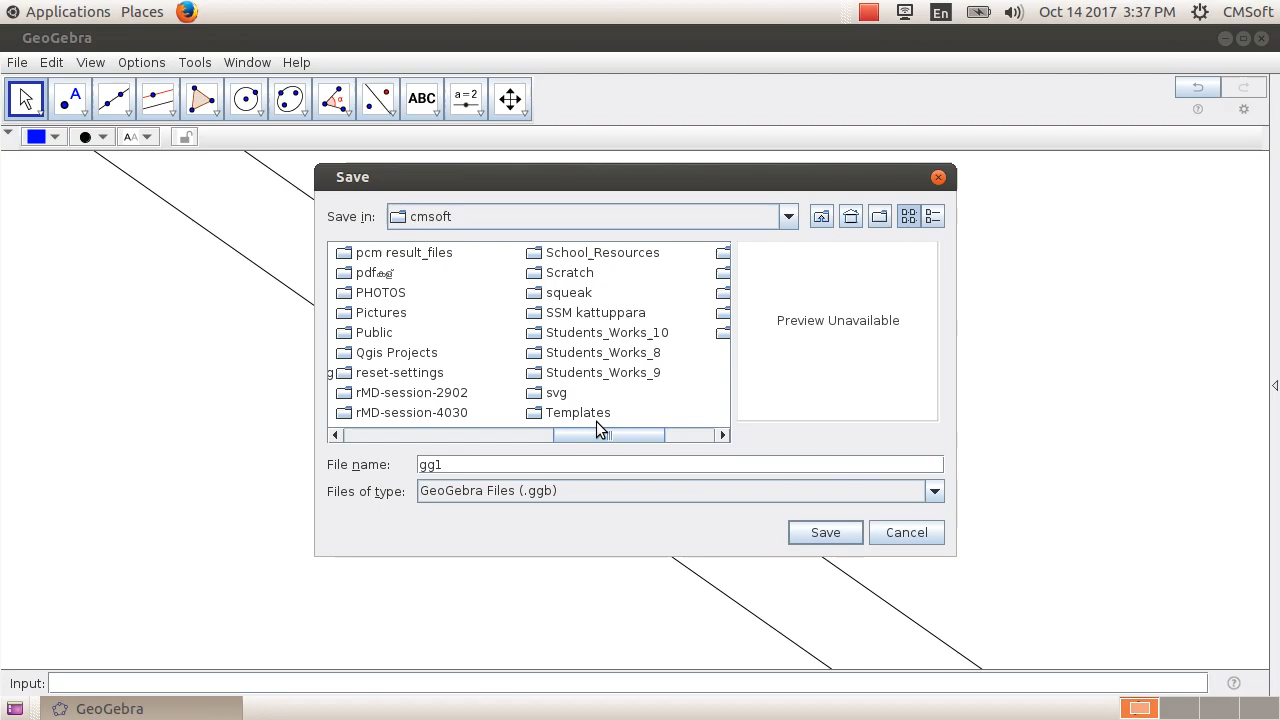 Applications Places En Oct 14 2017 3:37 PM CMSoft
GeoGebra
File Edit View Options Tools Window Help
A ABC a=2
AA
Save
Save in: cmsoft
pcm result_files School_Resources
pdfകള് Scratch
PHOTOS squeak
Pictures SSM kattuppara
Public Students_Works_10
Qgis Projects Students_Works_8
g reset-settings Students_Works_9
rMD-session-2902 svg
rMD-session-4030 Templates
Preview Unavailable
File name: gg1
Files of type: GeoGebra Files (.ggb)
Save Cancel
Input:
GeoGebra